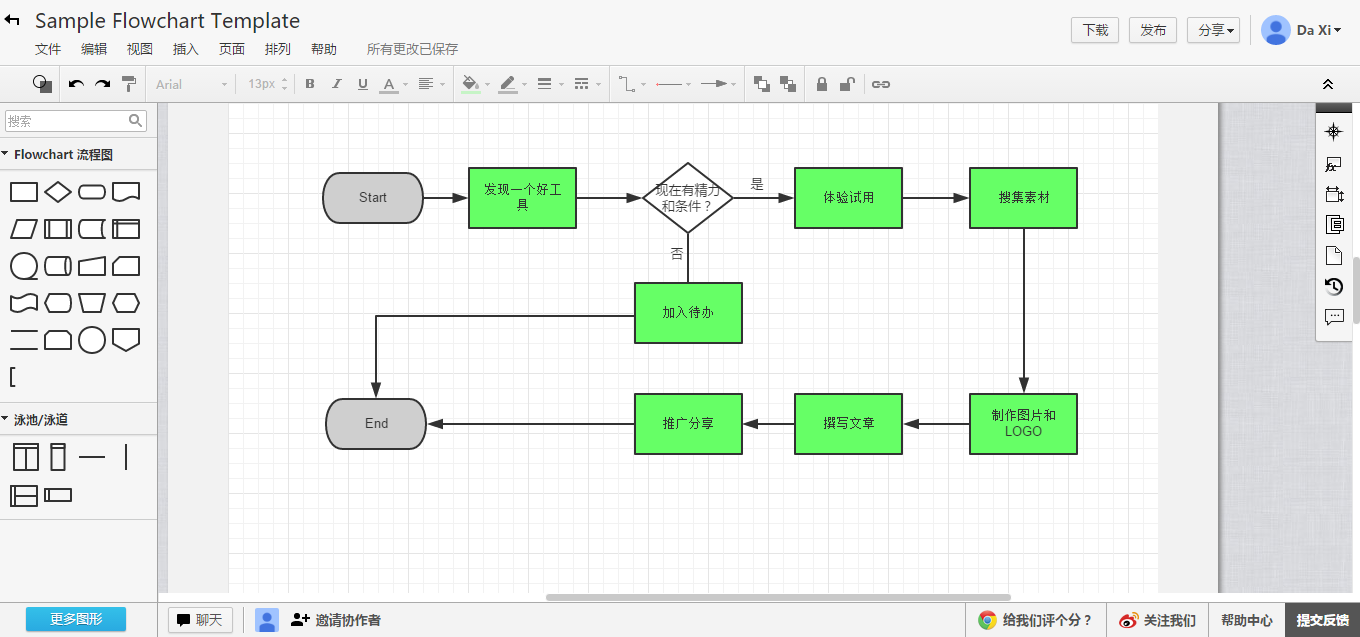 Sample Flowchart Template
文件 编辑 视图 插入 页面 排列 帮助 所有更改已保存
下载 发布 分享 Da Xi
Arial 13px B I U A
搜索
Flowchart 流程图
泳池/泳道
更多图形
Start
发现一个好工
具
现在有精力
和条件？
是
体验试用
搜集素材
否
加入待办
End
推广分享
撰写文章
制作图片和
LOGO
fx
聊天 邀请协作者 给我们评个分？ 关注我们 帮助中心 提交反馈